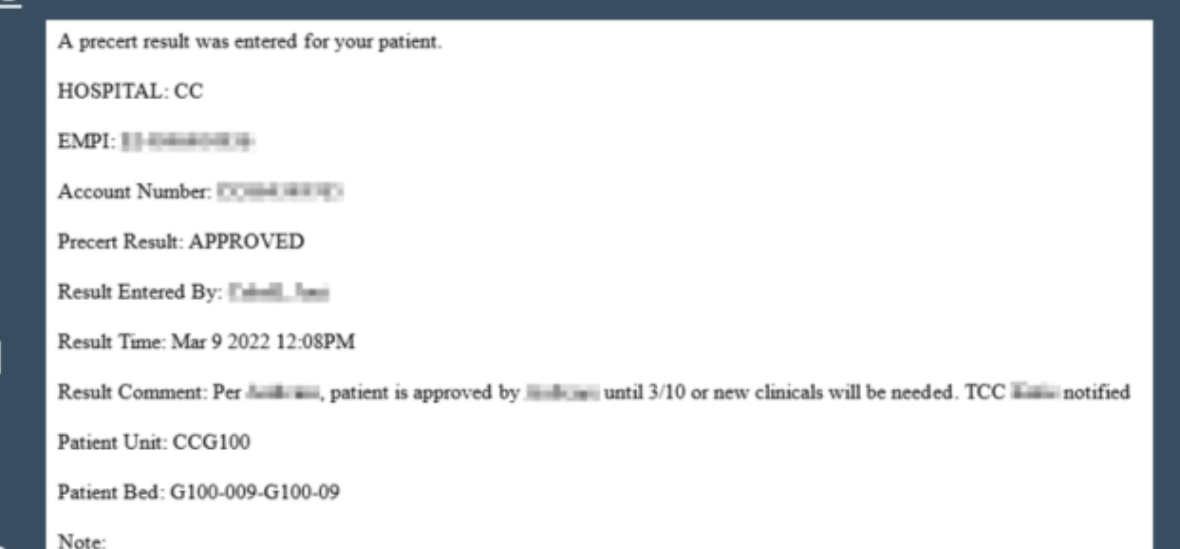 A precert result was entered for your patient.
HOSPITAL: CC
EMPI:
Account Number:
Precert Result: APPROVED
Result Entered By:
Result Time: Mar 9 2022 12:08PM
Result Comment: Per , patient is approved by until 3/10 or new clinicals will be needed. TCC notified
Patient Unit: CCG100
Patient Bed: G100-009-G100-09
Note: